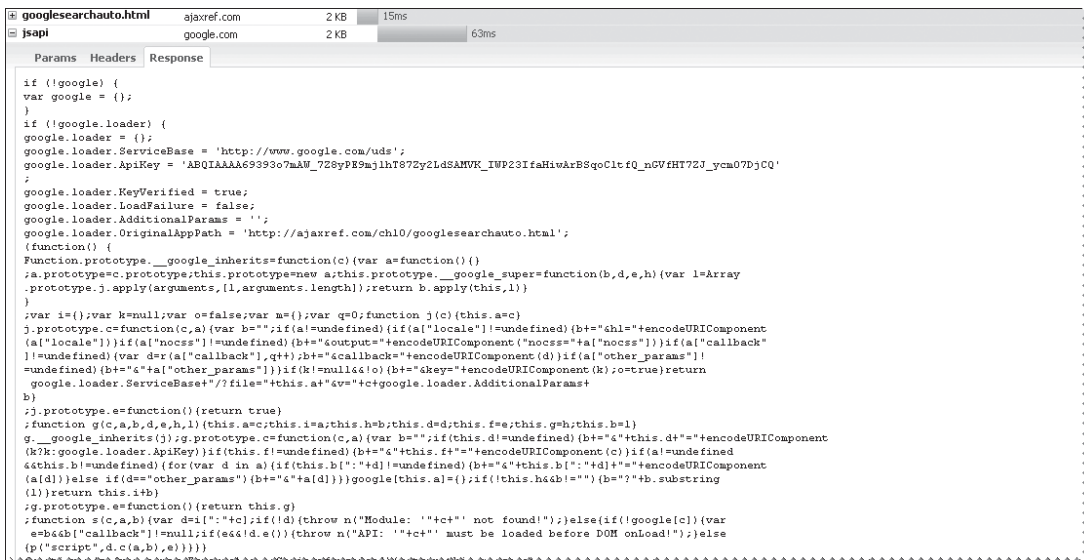 googlesearchauto.html ajaxref.com 2 KB 15ms
jsapi google.com 2 KB 63ms
Params Headers Response
if (!google) {
var google = {};
}
if (!google.loader) {
google.loader = {};
google.loader.ServiceBase = 'http://www.google.com/uds';
google.loader.ApiKey = 'ABQIAAAA69393o7mAW_7Z8yPE9mj1hT87Zy2LdSAMVK_IWP23IfaHiwArBSqoCltfQ_nGVfHT7ZJ_ycmO7DjCQ'
;
google.loader.KeyVerified = true;
google.loader.LoadFailure = false;
google.loader.AdditionalParams = '';
google.loader.OriginalAppPath = 'http://ajaxref.com/ch10/googlesearchauto.html';
(function() {
Function.prototype.__google_inherits=function(c){var a=function(){}
;a.prototype=c.prototype;this.prototype=new a;this.prototype.__google_super=function(b,d,e,h){var l=Array
.prototype.j.apply(arguments,[1,arguments.length]);return b.apply(this,l)}
}
;var i={};var k=null;var o=false;var m={};var q=0;function j(c){this.a=c}
j.prototype.c=function(c,a){var b="";if(a!=undefined){if(a["locale"]!=undefined){b+="&hl="+encodeURIComponent
(a["locale"])}if(a["nocss"]!=undefined){b+="&output="+encodeURIComponent("nocss="+a["nocss"])}if(a["callback"
]!=undefined){var d=r(a["callback"],q++);b+="&callback="+encodeURIComponent(d)}if(a["other_params"]!
=undefined){b+="&"+a["other_params"]}}if(k!=null&&!o){b+="&key="+encodeURIComponent(k);o=true}return
google.loader.ServiceBase+"/?file="+this.a+"&v="+c+google.loader.AdditionalParams+
b}
;j.prototype.e=function(){return true}
;function g(c,a,b,d,e,h,l){this.a=c;this.i=a;this.h=b;this.d=d;this.f=e;this.g=h;this.b=l}
g.__google_inherits(j);g.prototype.c=function(c,a){var b="";if(this.d!=undefined){b+="&"+this.d+"="+encodeURIComponent
(k?k:google.loader.ApiKey)}if(this.f!=undefined){b+="&"+this.f+"="+encodeURIComponent(c)}if(a!=undefined
&&this.b!=undefined){for(var d in a){if(this.b[":"+d]!=undefined){b+="&"+this.b[":"+d]+"="+encodeURIComponent
(a[d])}else if(d=="other_params"){b+="&"+a[d]}}}google[this.a]={};if(!this.h&&b!=""){b="?"+b.substring
(1)}return this.i+b}
;g.prototype.e=function(){return this.g}
;function s(c,a,b){var d=i[":"+c];if(!d){throw n("Module: '"+c+"' not found!");}else{if(!google[c]){var
e=b&&b["callback"]!=null;if(e&&!d.e()){throw n("API: '"+c+"' must be loaded before DOM onLoad!");}else
{p("script",d.c(a,b),e)}}}}